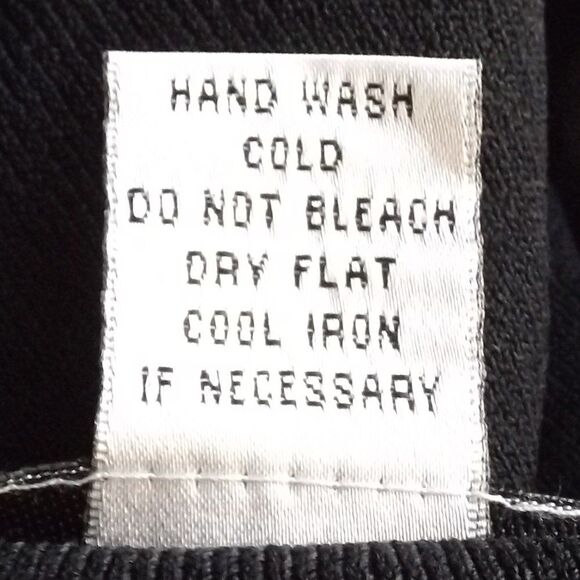 HAND WASH
COLD
DO NOT BLEACH
DRY FLAT
COOL IRON
IF NECESSARY